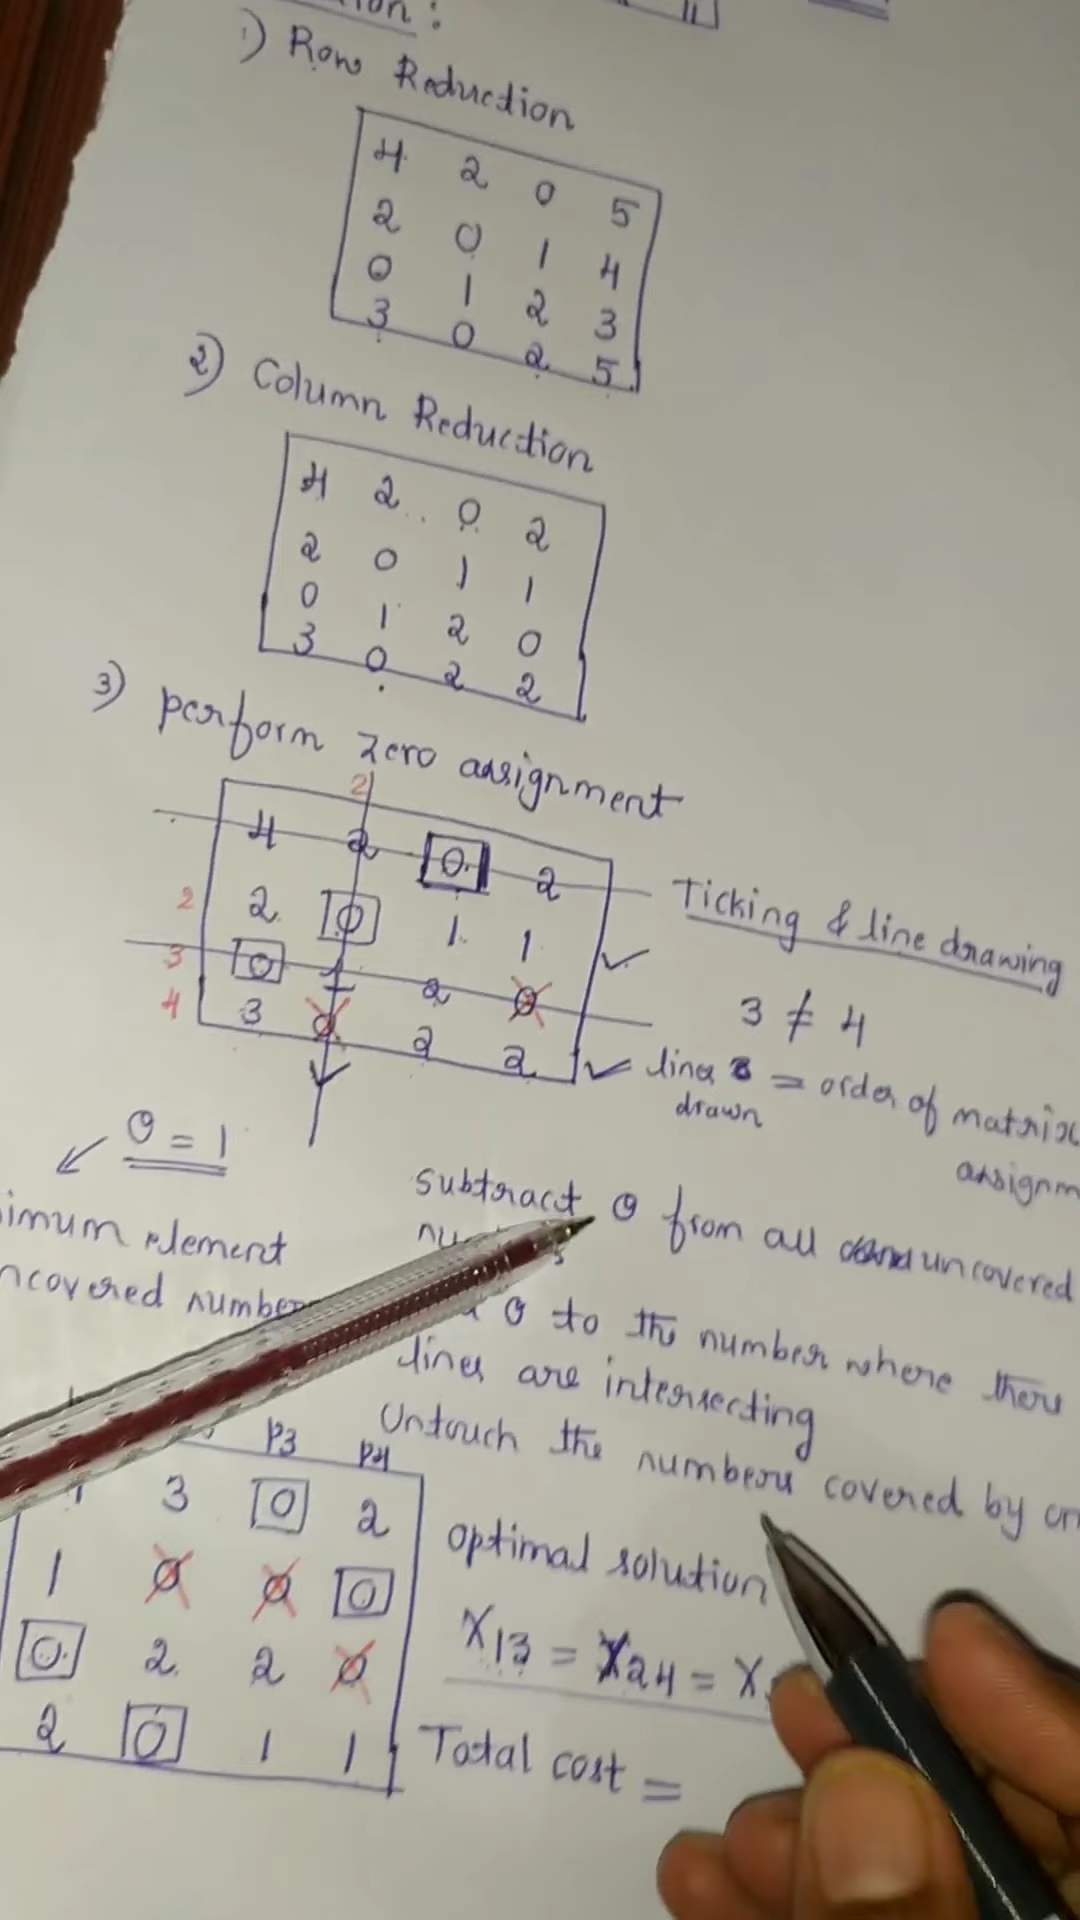 1) Row Reduction
4 2 0 5
2 0 1 4
0 1 2 3
3 0 2 5
2) Column Reduction
4 2 0 2
2 0 1 1
0 1 2 0
3 0 2 2
3) perform zero assignment
2
4 2 0 2
2 2 0 1 1
3 0 1 2 0
4 3 0 2 2
Ticking & line drawing
3 ≠ 4
lines = order of matrix
drawn
θ = 1
element
subtract θ from all uncovered
θ to the number where there
lines are intersecting
Untouch the numbers covered by
P3 P4
3 0 2
1 0 0 0
0 2 2 0
2 0 1 1
optimal solution
X13 = X24 = X
Total cost =